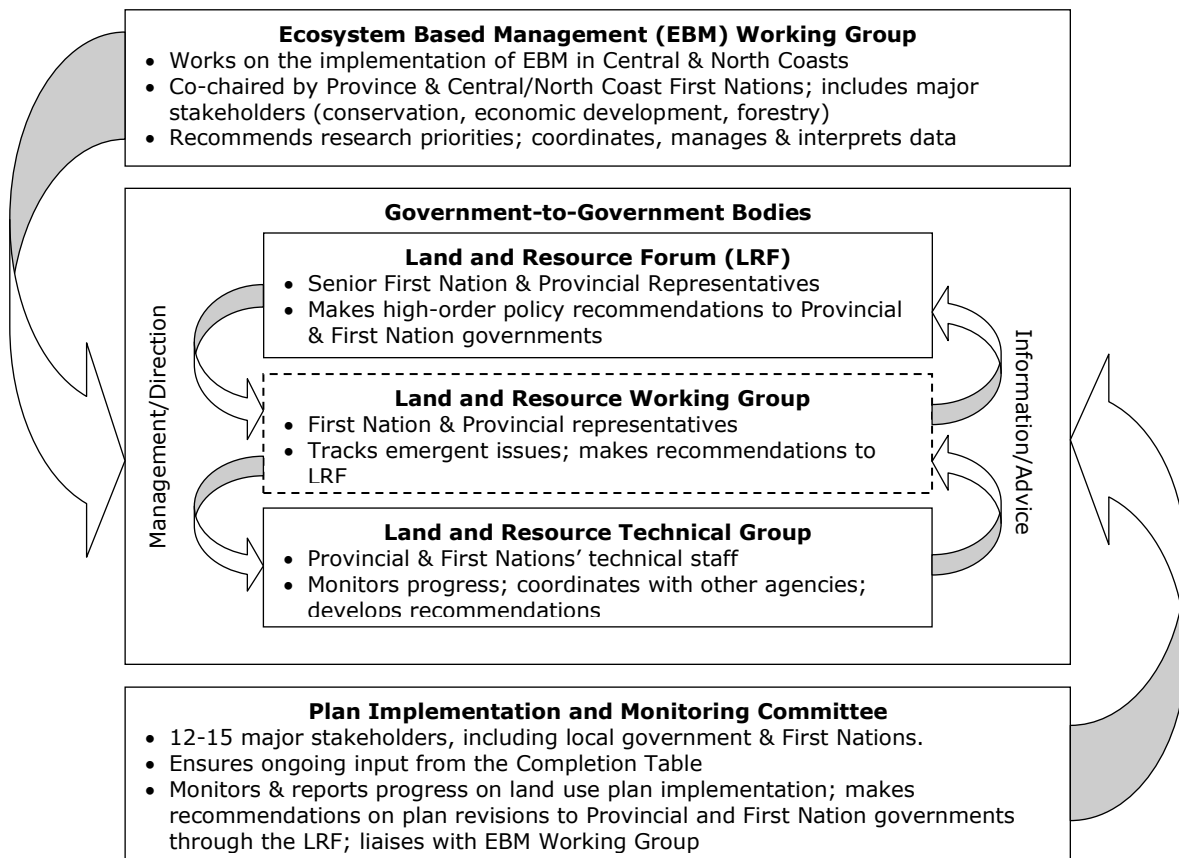 Ecosystem Based Management (EBM) Working Group
• Works on the implementation of EBM in Central & North Coasts
• Co-chaired by Province & Central/North Coast First Nations; includes major
stakeholders (conservation, economic development, forestry)
• Recommends research priorities; coordinates, manages & interprets data
Government-to-Government Bodies
Management/Direction
Land and Resource Forum (LRF)
• Senior First Nation & Provincial Representatives
• Makes high-order policy recommendations to Provincial
& First Nation governments
Land and Resource Working Group
• First Nation & Provincial representatives
• Tracks emergent issues; makes recommendations to
LRF
Land and Resource Technical Group
• Provincial & First Nations’ technical staff
• Monitors progress; coordinates with other agencies;
develops recommendations
Information/Advice
Plan Implementation and Monitoring Committee
• 12-15 major stakeholders, including local government & First Nations.
• Ensures ongoing input from the Completion Table
• Monitors & reports progress on land use plan implementation; makes
recommendations on plan revisions to Provincial and First Nation governments
through the LRF; liaises with EBM Working Group